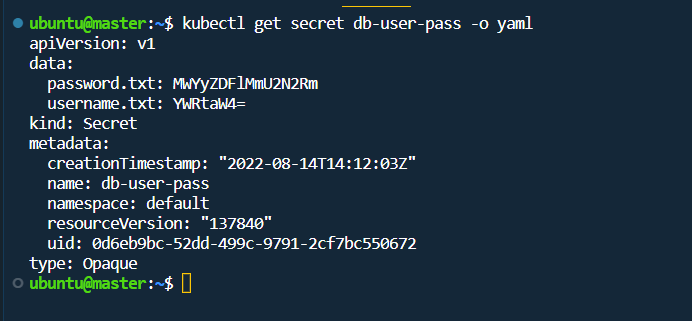 ubuntu@master:~$ kubectl get secret db-user-pass -o yaml
apiVersion: v1
data:
  password.txt: MWYyZDFlMmU2N2Rm
  username.txt: YWRtaW4=
kind: Secret
metadata:
  creationTimestamp: "2022-08-14T14:12:03Z"
  name: db-user-pass
  namespace: default
  resourceVersion: "137840"
  uid: 0d6eb9bc-52dd-499c-9791-2cf7bc550672
type: Opaque
ubuntu@master:~$